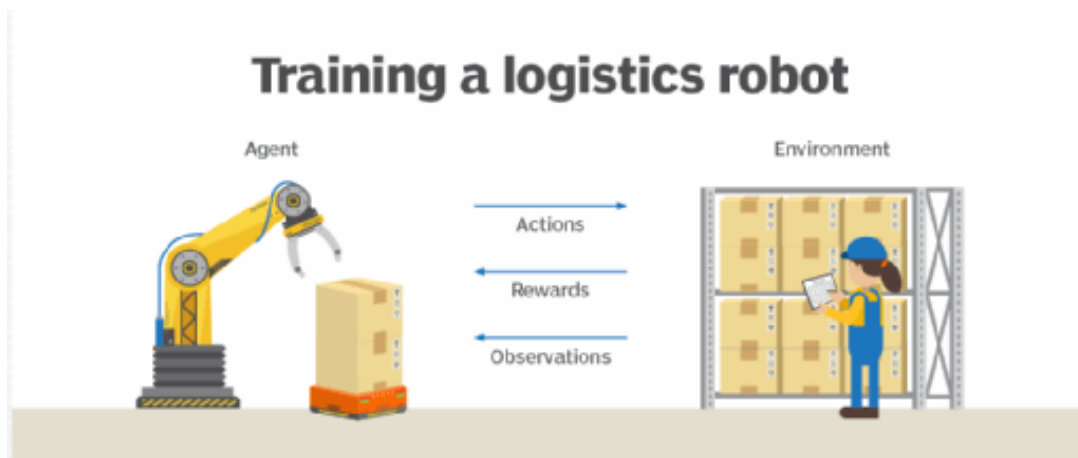 Training a logistics robot
Agent
Environment
Actions
Rewards
Observations